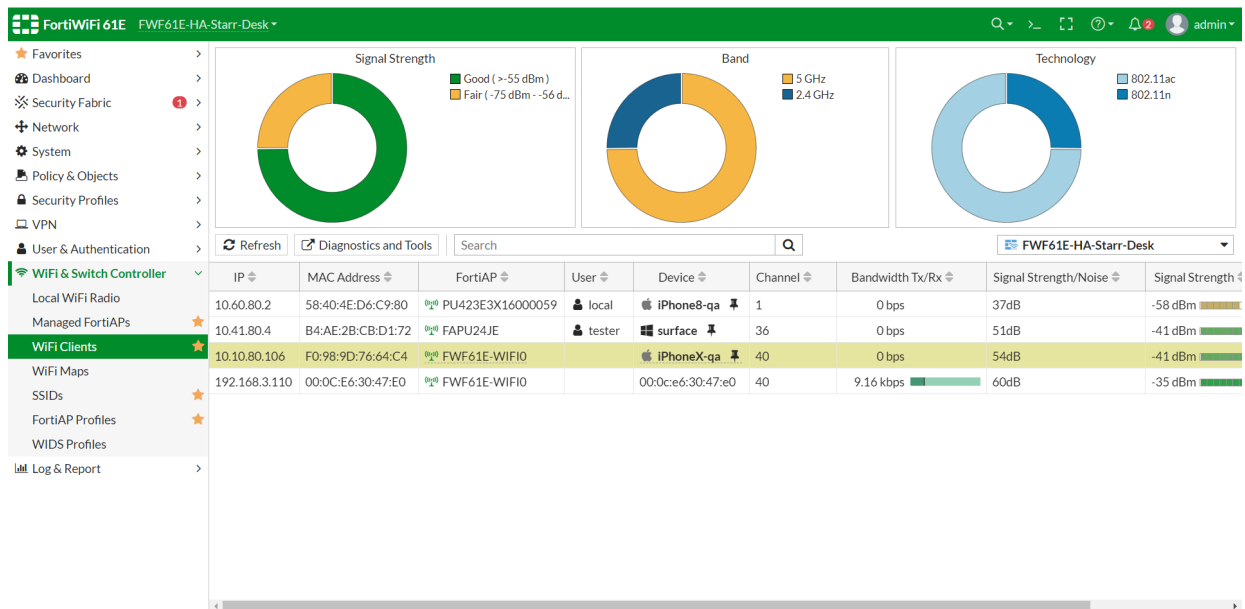 FortiWiFi 61E FWF61E-HA-Starr-Desk 2 admin
Favorites
Dashboard
Security Fabric 1
Network
System
Policy & Objects
Security Profiles
VPN
User & Authentication
WiFi & Switch Controller
Local WiFi Radio
Managed FortiAPs
WiFi Clients
WiFi Maps
SSIDs
FortiAP Profiles
WIDS Profiles
Log & Report
Signal Strength
Good ( >-55 dBm )
Fair ( -75 dBm - -56 d...
Band
5 GHz
2.4 GHz
Technology
802.11ac
802.11n
Refresh Diagnostics and Tools Search FWF61E-HA-Starr-Desk
IP MAC Address FortiAP User Device Channel Bandwidth Tx/Rx Signal Strength/Noise Signal Strength
10.60.80.2 58:40:4E:D6:C9:80 PU423E3X16000059 local iPhone8-qa 1 0 bps 37dB -58 dBm
10.41.80.4 B4:AE:2B:CB:D1:72 FAPU24JE tester surface 36 0 bps 51dB -41 dBm
10.10.80.106 F0:98:9D:76:64:C4 FWF61E-WIFI0 iPhoneX-qa 40 0 bps 54dB -41 dBm
192.168.3.110 00:0C:E6:30:47:E0 FWF61E-WIFI0 00:0c:e6:30:47:e0 40 9.16 kbps 60dB -35 dBm